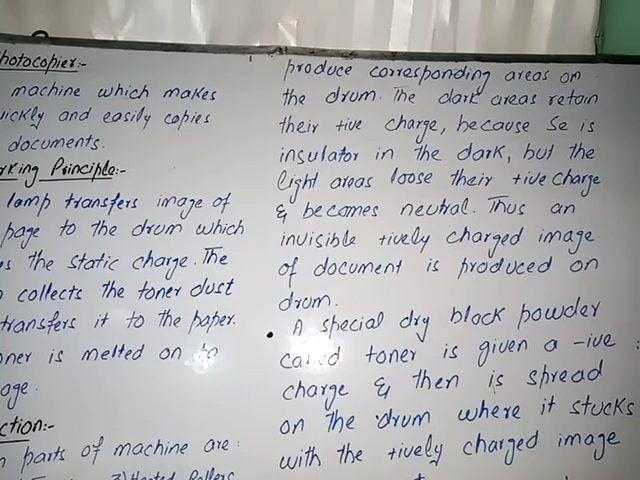 hotocopier:-
machine which makes
uickly and easily copies
documents.
rking Principle:-
lamp transfers image of
page to the drum which
s the static charge. The
collects the toner dust
transfers it to the paper.
oner is melted on to
age.
ction:-
n parts of machine are:
3) Heated Rollers
produce corresponding areas on
the drum. The dark areas retain
their +ive charge, because Se is
insulator in the dark, but the
light areas loose their +ive charge
& becomes neutral. Thus an
invisible +ively charged image
of document is produced on
drum.
• A special dry black powder
called toner is given a -ive
charge & then is spread
on the drum where it stucks
with the +ively charged image